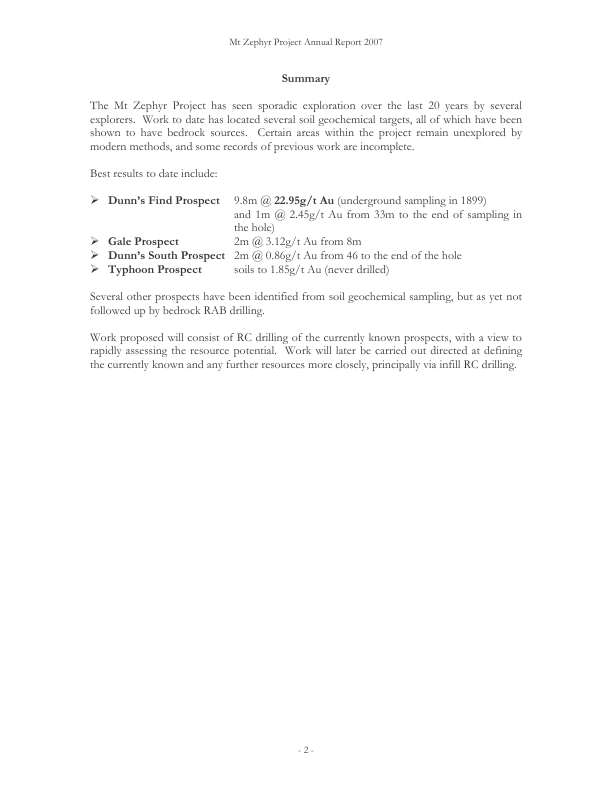 Mt Zephyr Project Annual Report 2007
Summary
The Mt Zephyr Project has seen sporadic exploration over the last 20 years by several
explorers.  Work to date has located several soil geochemical targets, all of which have been
shown to have bedrock sources.  Certain areas within the project remain unexplored by
modern methods, and some records of previous work are incomplete.
Best results to date include:
➢ Dunn's Find Prospect 9.8m @ 22.95g/t Au (underground sampling in 1899)
and 1m @ 2.45g/t Au from 33m to the end of sampling in
the hole)
➢ Gale Prospect 2m @ 3.12g/t Au from 8m
➢ Dunn's South Prospect 2m @ 0.86g/t Au from 46 to the end of the hole
➢ Typhoon Prospect soils to 1.85g/t Au (never drilled)
Several other prospects have been identified from soil geochemical sampling, but as yet not
followed up by bedrock RAB drilling.
Work proposed will consist of RC drilling of the currently known prospects, with a view to
rapidly assessing the resource potential.  Work will later be carried out directed at defining
the currently known and any further resources more closely, principally via infill RC drilling.
- 2 -